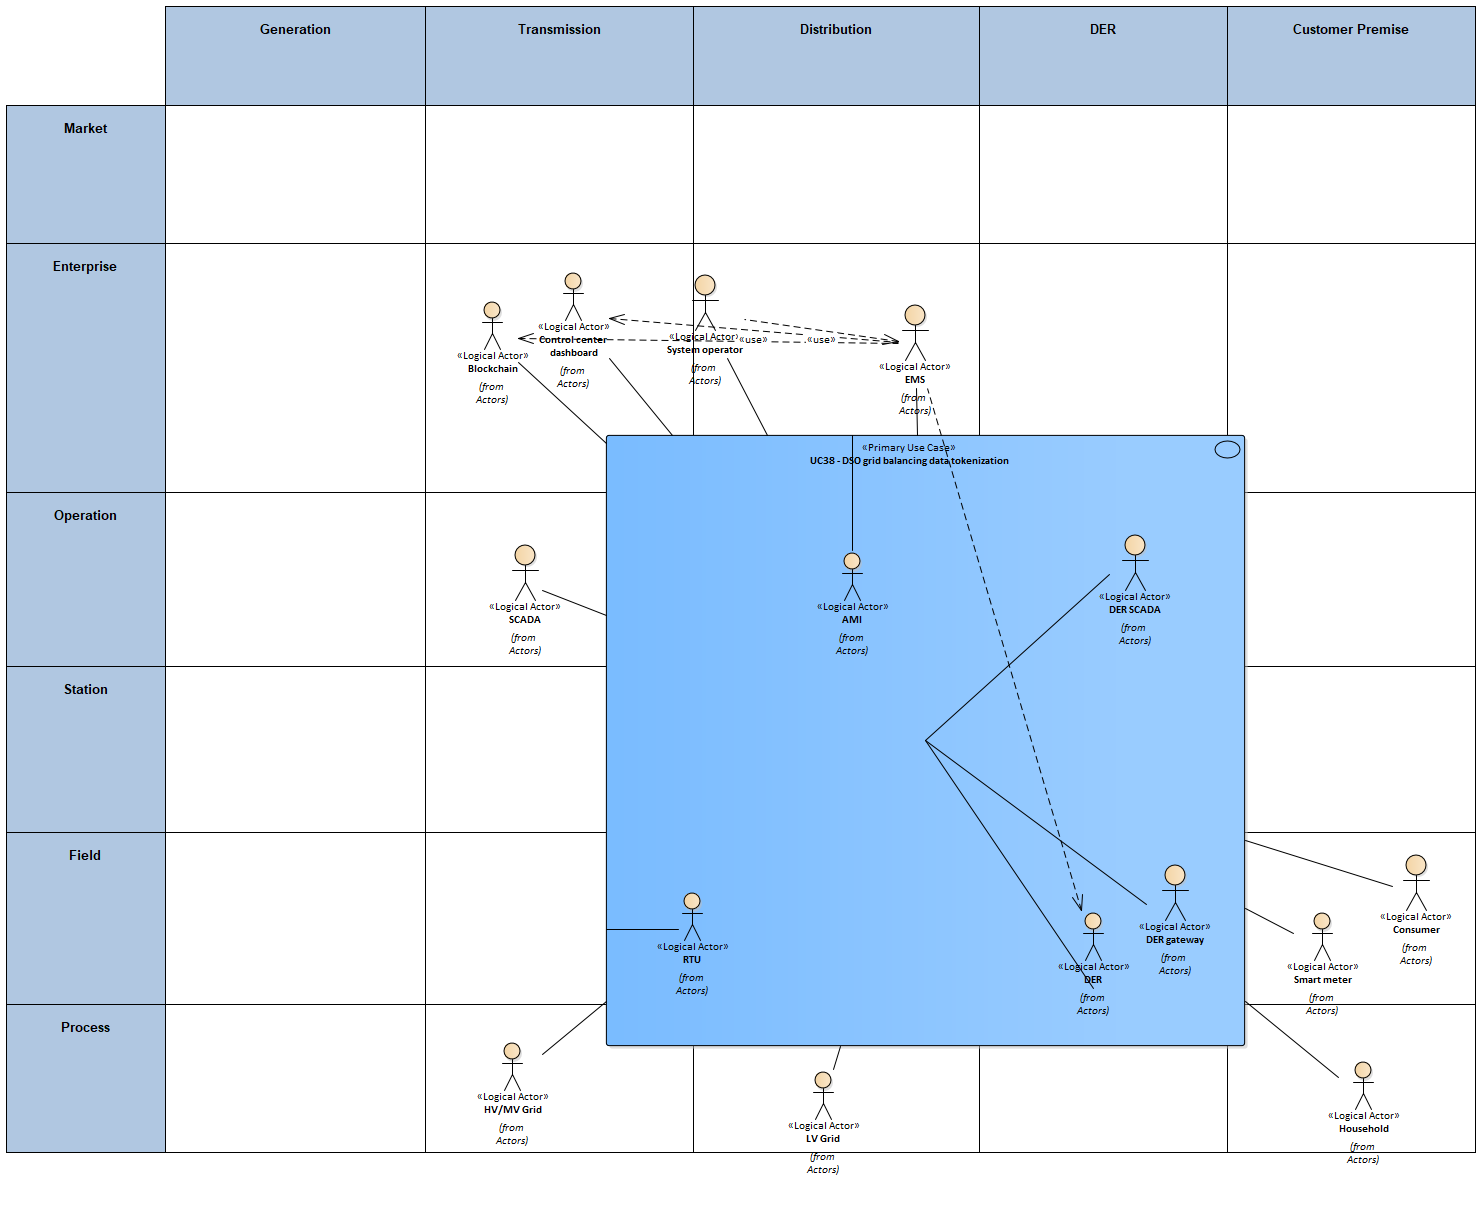 Generation
Transmission
Distribution
DER
Customer Premise
Market
Enterprise
«Logical Actor»
Blockchain
(from
Actors)
«Logical Actor»
Control center
dashboard
(from
Actors)
«Logical Actor»
System operator
(from
Actors)
«use»
«use»
«Logical Actor»
EMS
(from
Actors)
«Primary Use Case»
UC38 - DSO grid balancing data tokenization
Operation
«Logical Actor»
SCADA
(from
Actors)
«Logical Actor»
AMI
(from
Actors)
«Logical Actor»
DER SCADA
(from
Actors)
Station
Field
«Logical Actor»
RTU
(from
Actors)
«Logical Actor»
DER
(from
Actors)
«Logical Actor»
DER gateway
(from
Actors)
«Logical Actor»
Smart meter
(from
Actors)
«Logical Actor»
Consumer
(from
Actors)
Process
«Logical Actor»
HV/MV Grid
(from
Actors)
«Logical Actor»
LV Grid
(from
Actors)
«Logical Actor»
Household
(from
Actors)